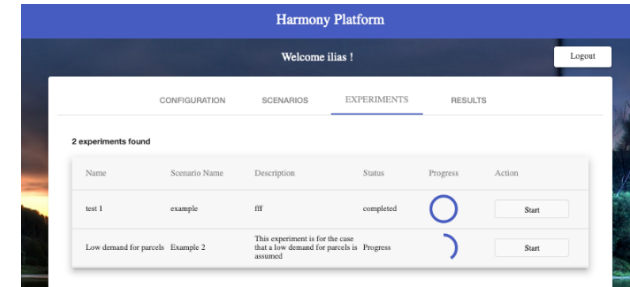 Harmony Platform
Welcome ilias !
Logout
CONFIGURATION SCENARIOS EXPERIMENTS RESULTS
2 experiments found
Name Scenario Name Description Status Progress Action
test 1 example fff completed Start
This experiment is for the case
Low demand for parcels Example 2 that a low demand for parcels is Progress Start
assumed